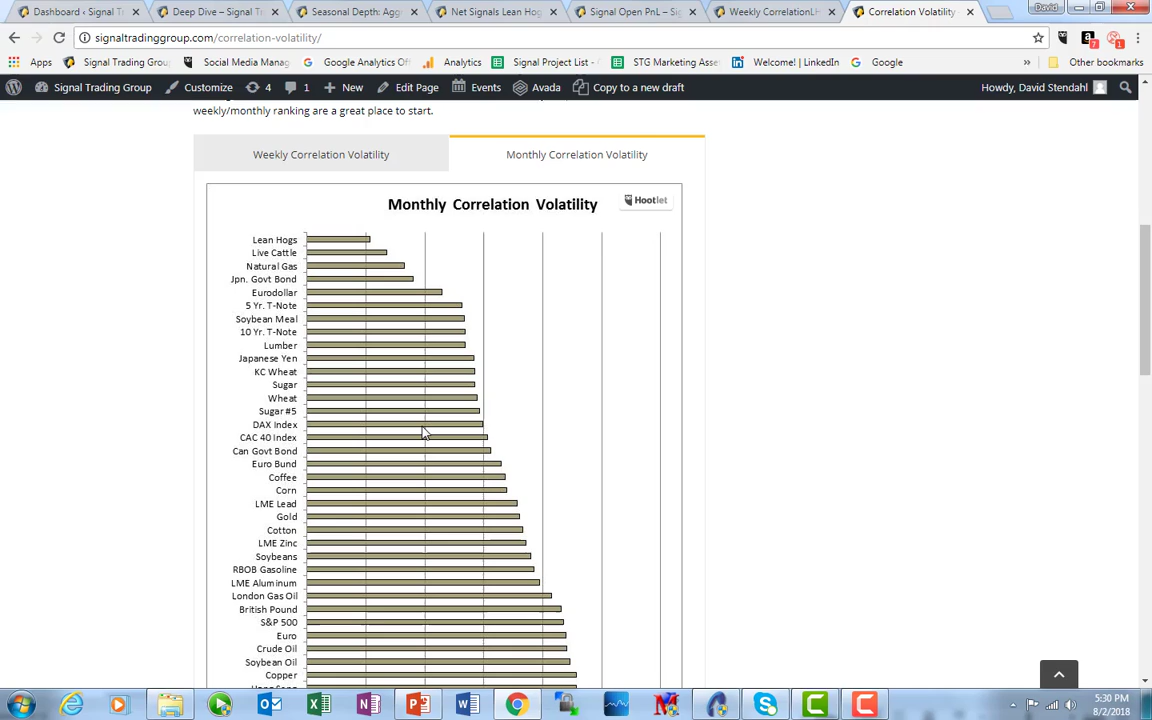 Dashboard ‹ Signal Tr
Deep Dive – Signal T
Seasonal Depth: Agg
Net Signals Lean Hog
Signal Open PnL – Sig
Weekly CorrelationLH
Correlation Volatility
David
signaltradinggroup.com/correlation-volatility/
7
1
Apps
Signal Trading Grou
Social Media Manag
Google Analytics Of
Analytics
Signal Project List -
STG Marketing Asse
Welcome! | LinkedIn
Google
»
Other bookmarks
Signal Trading Group
Customize
4
1
New
Edit Page
Events
Avada
Copy to a new draft
Howdy, David Stendahl
weekly/monthly ranking are a great place to start.
Weekly Correlation Volatility
Monthly Correlation Volatility
Monthly Correlation Volatility
Hootlet
Lean Hogs
Live Cattle
Natural Gas
Jpn. Govt Bond
Eurodollar
5 Yr. T-Note
Soybean Meal
10 Yr. T-Note
Lumber
Japanese Yen
KC Wheat
Sugar
Wheat
Sugar #5
DAX Index
CAC 40 Index
Can Govt Bond
Euro Bund
Coffee
Corn
LME Lead
Gold
Cotton
LME Zinc
Soybeans
RBOB Gasoline
LME Aluminum
London Gas Oil
British Pound
S&P 500
Euro
Crude Oil
Soybean Oil
Copper
5:30 PM
8/2/2018